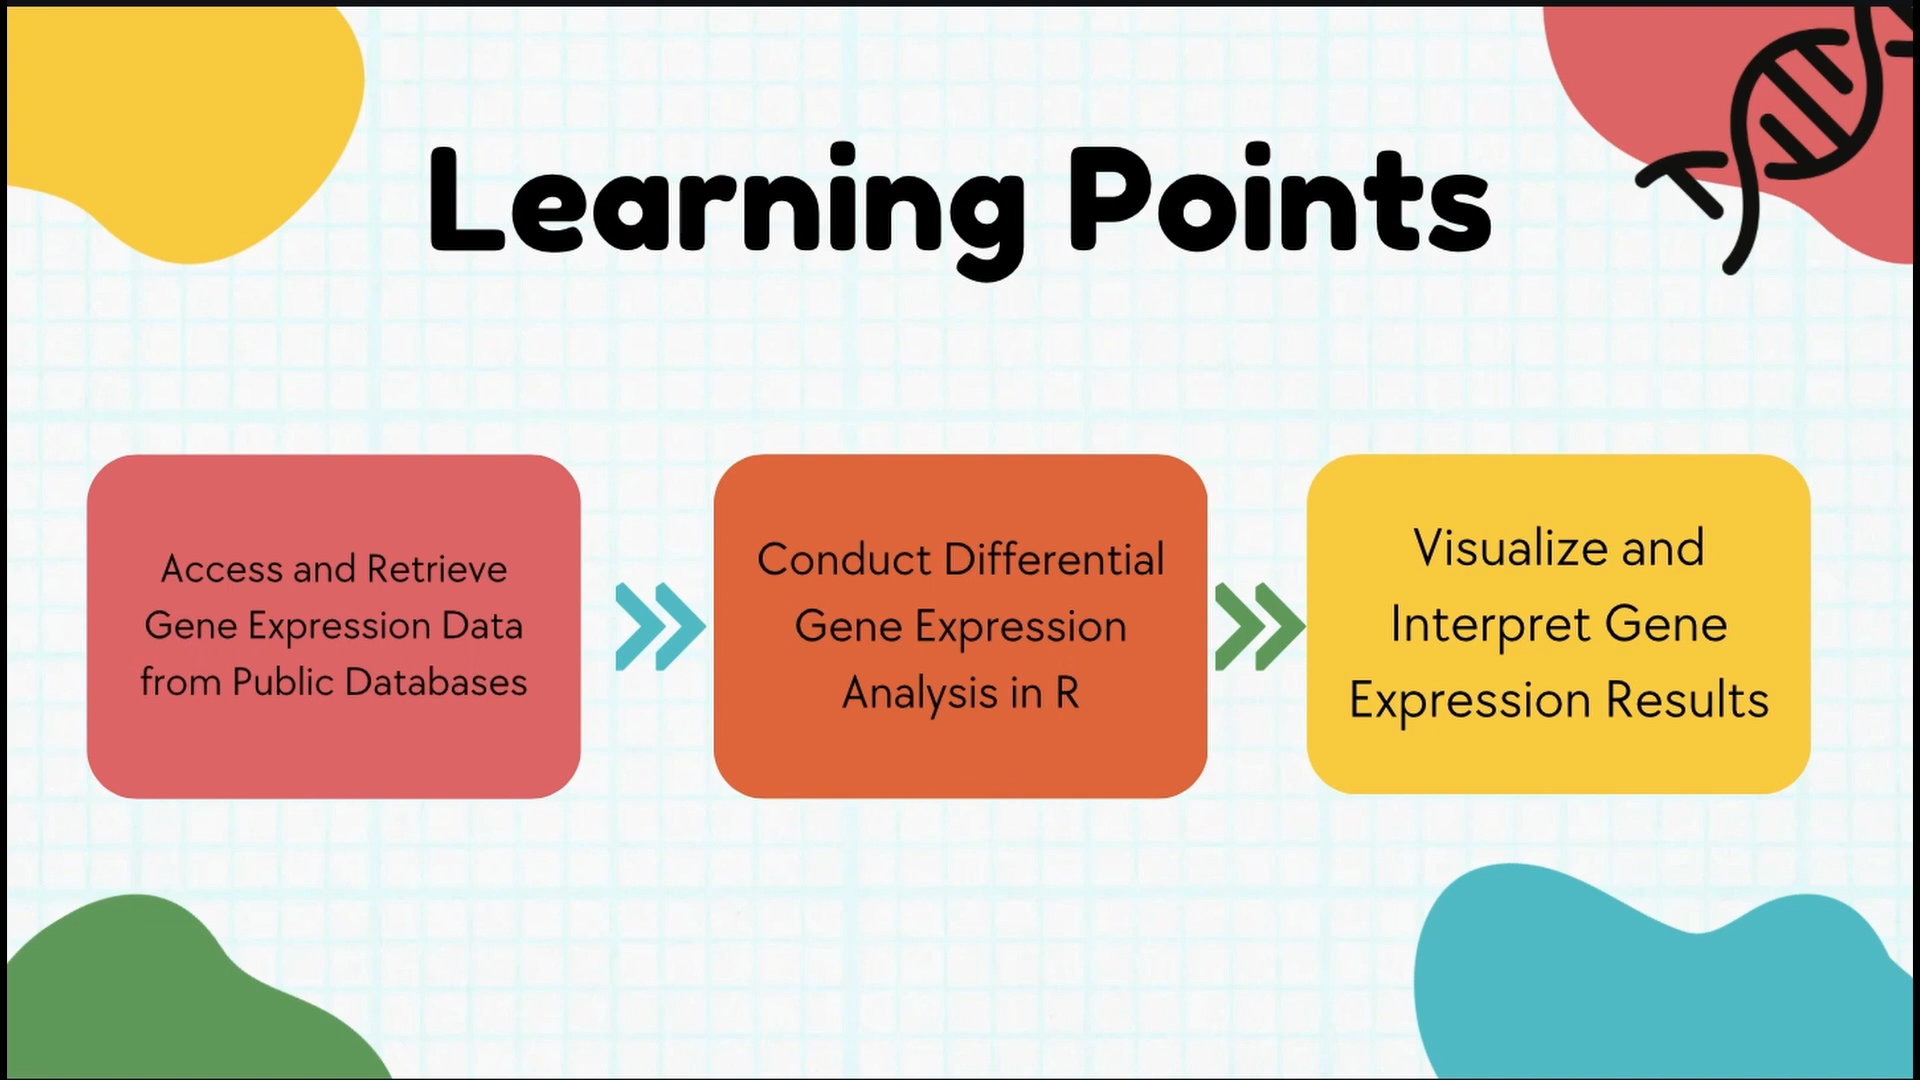 Learning Points
Access and Retrieve
Gene Expression Data
from Public Databases
Conduct Differential
Gene Expression
Analysis in R
Visualize and
Interpret Gene
Expression Results